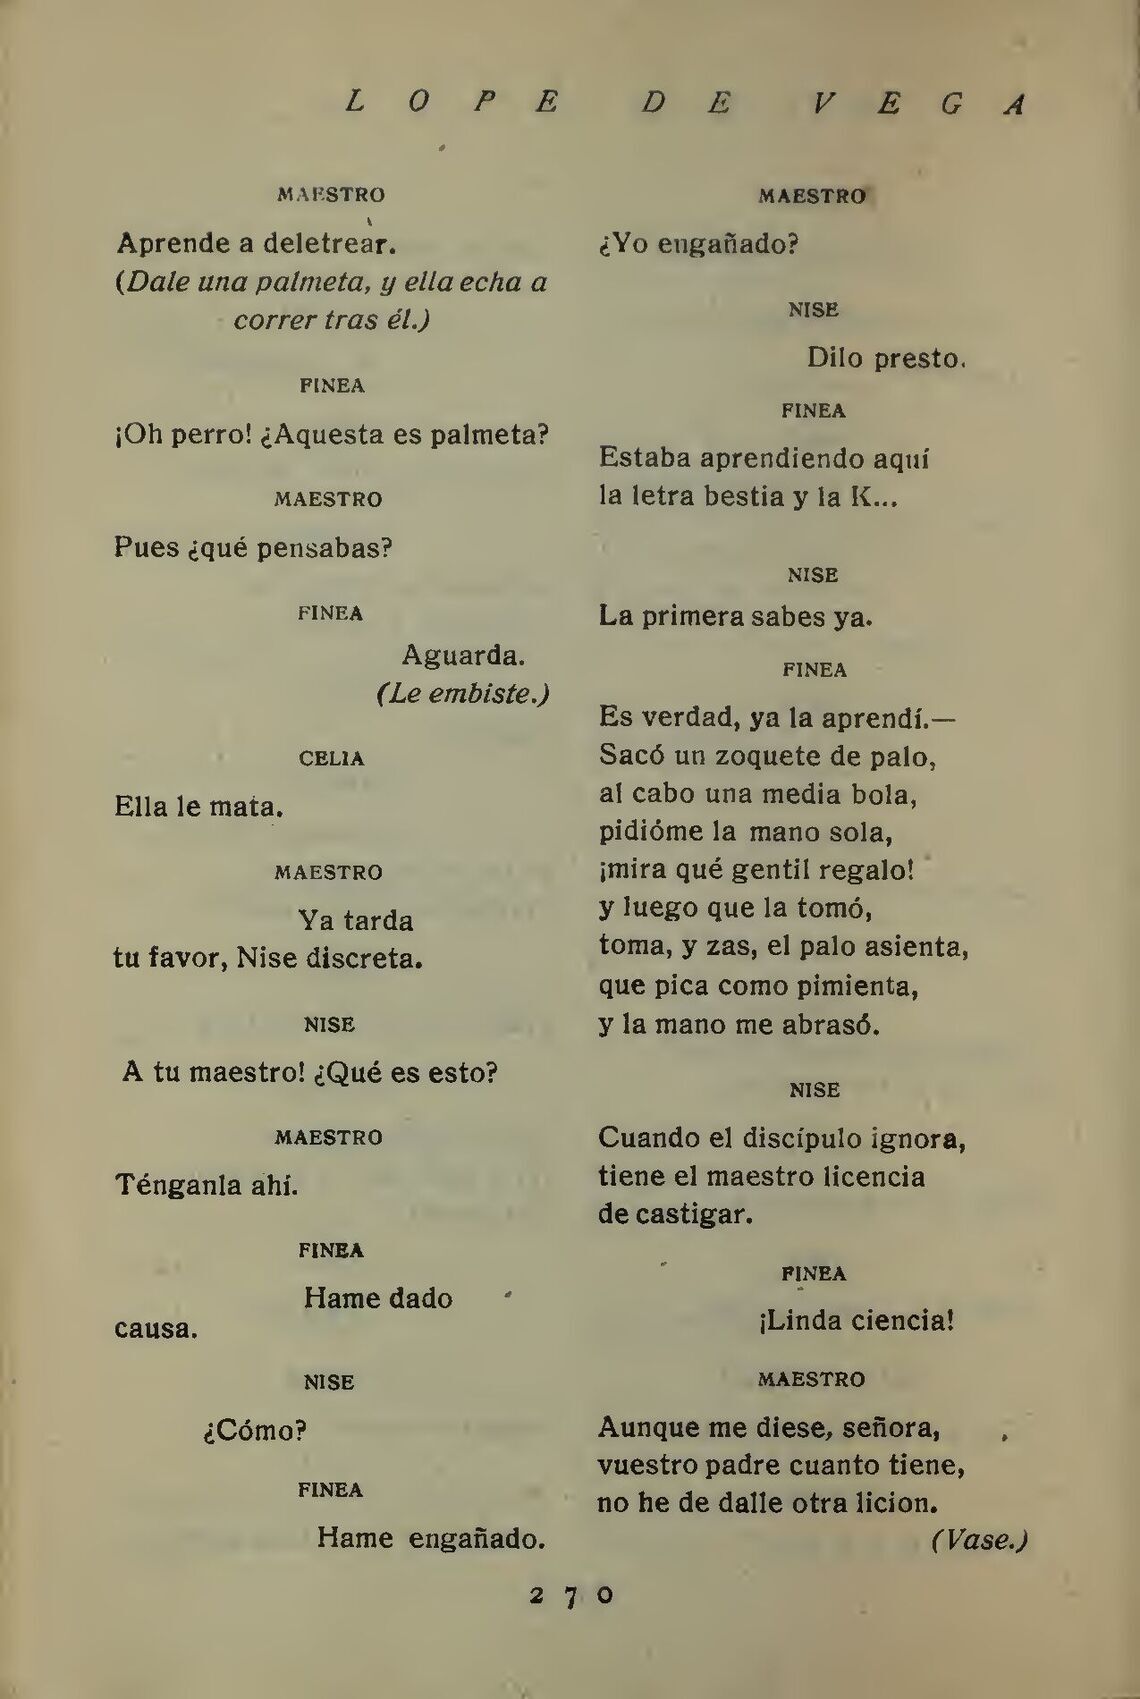 LOPE DE VEGA
MAESTRO
Aprende a deletrear.
(Dale una palmeta, y ella echa a
correr tras él.)
FINEA
¡Oh perro! ¿Aquesta es palmeta?
MAESTRO
Pues ¿qué pensabas?
FINEA
Aguarda.
(Le embiste.)
CELIA
Ella le mata.
MAESTRO
Ya tarda
tu favor, Nise discreta.
NISE
A tu maestro! ¿Qué es esto?
MAESTRO
Ténganla ahí.
FINEA
Hame dado
causa.
NISE
¿Cómo?
FINEA
Hame engañado.
MAESTRO
¿Yo engañado?
NISE
Dilo presto.
FINEA
Estaba aprendiendo aquí
la letra bestia y la K...
NISE
La primera sabes ya.
FINEA
Es verdad, ya la aprendí.—
Sacó un zoquete de palo,
al cabo una media bola,
pidióme la mano sola,
¡mira qué gentil regalo!
y luego que la tomó,
toma, y zas, el palo asienta,
que pica como pimienta,
y la mano me abrasó.
NISE
Cuando el discípulo ignora,
tiene el maestro licencia
de castigar.
FINEA
¡Linda ciencia!
MAESTRO
Aunque me diese, señora,
vuestro padre cuanto tiene,
no he de dalle otra licion.
(Vase.)
270